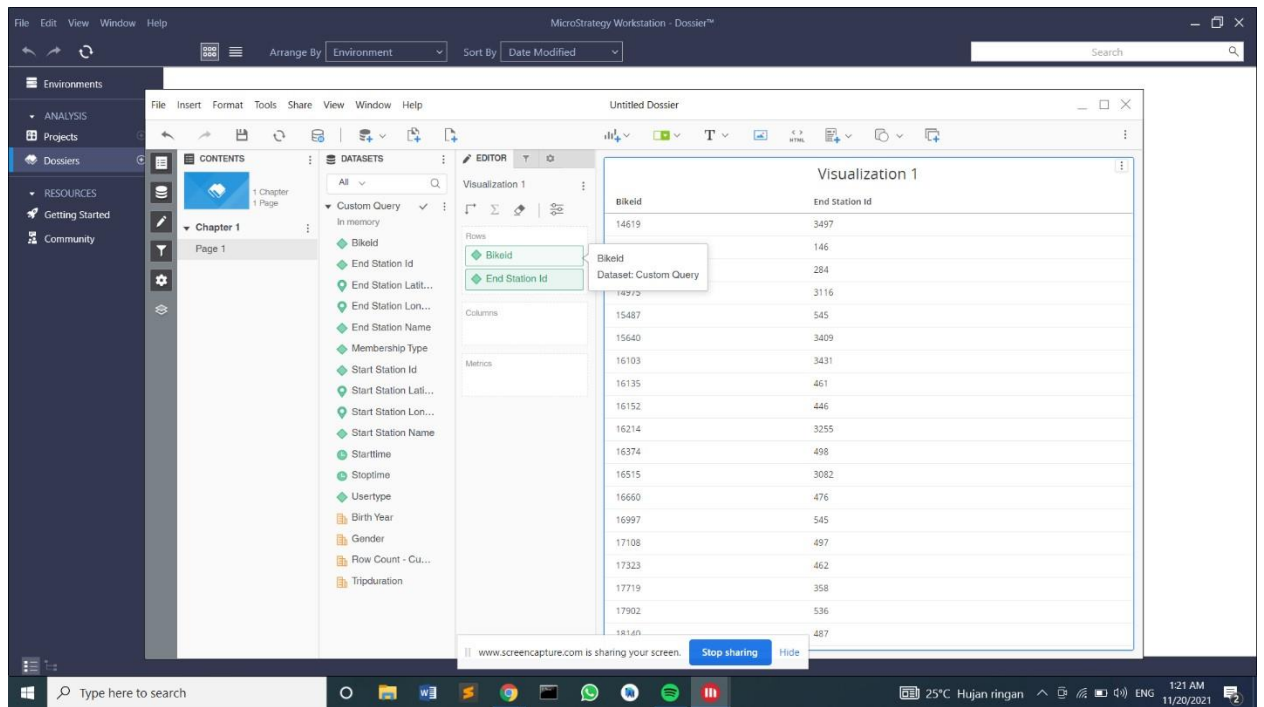 File Edit View Window Help
MicroStrategy Workstation - Dossier™
Arrange By Environment
Sort By Date Modified
Search
Environments
ANALYSIS
Projects
Dossiers
RESOURCES
Getting Started
Community
File Insert Format Tools Share View Window Help
Untitled Dossier
T
HTML
CONTENTS
1 Chapter
1 Page
Chapter 1
Page 1
DATASETS
All
Custom Query
In memory
Bikeid
End Station Id
End Station Latit...
End Station Lon...
End Station Name
Membership Type
Start Station Id
Start Station Lati...
Start Station Lon...
Start Station Name
Starttime
Stoptime
Usertype
Birth Year
Gender
Row Count - Cu...
Tripduration
EDITOR
Visualization 1
Rows
Bikeid
End Station Id
Columns
Metrics
Bikeid
Dataset: Custom Query
Visualization 1
Bikeid End Station Id
14619 3497
146
284
14975 3116
15487 545
15640 3409
16103 3431
16135 461
16152 446
16214 3255
16374 498
16515 3082
16660 476
16997 545
17108 497
17323 462
17719 358
17902 536
18140 487
www.screencapture.com is sharing your screen. Stop sharing Hide
Type here to search
25°C Hujan ringan
ENG
1:21 AM
11/20/2021
2